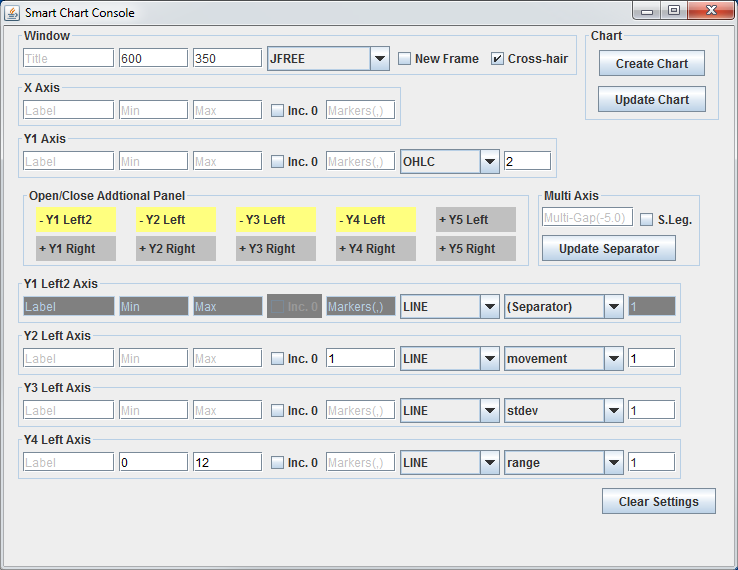 Smart Chart Console
Window
Title 600 350 JFREE New Frame Cross-hair
Chart
Create Chart
Update Chart
X Axis
Label Min Max Inc. 0 Markers(,)
Y1 Axis
Label Min Max Inc. 0 Markers(,) OHLC 2
Open/Close Addtional Panel
- Y1 Left2 - Y2 Left - Y3 Left - Y4 Left + Y5 Left
+ Y1 Right + Y2 Right + Y3 Right + Y4 Right + Y5 Right
Multi Axis
Multi-Gap(-5.0) S.Leg.
Update Separator
Y1 Left2 Axis
Label Min Max Inc. 0 Markers(,) LINE (Separator) 1
Y2 Left Axis
Label Min Max Inc. 0 1 LINE movement 1
Y3 Left Axis
Label Min Max Inc. 0 Markers(,) LINE stdev 1
Y4 Left Axis
Label 0 12 Inc. 0 Markers(,) LINE range 1
Clear Settings